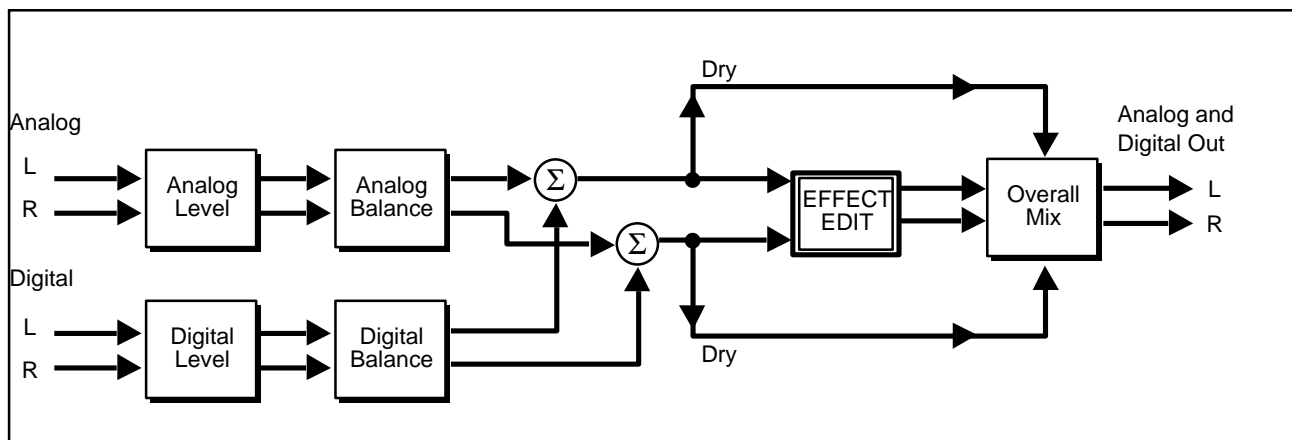 Dry
Analog
Analog and
Digital Out
L
R
Analog
Level
Analog
Balance
Σ
EFFECT
EDIT
Overall
Mix
L
R
Σ
Digital
L
R
Digital
Level
Digital
Balance
Dry